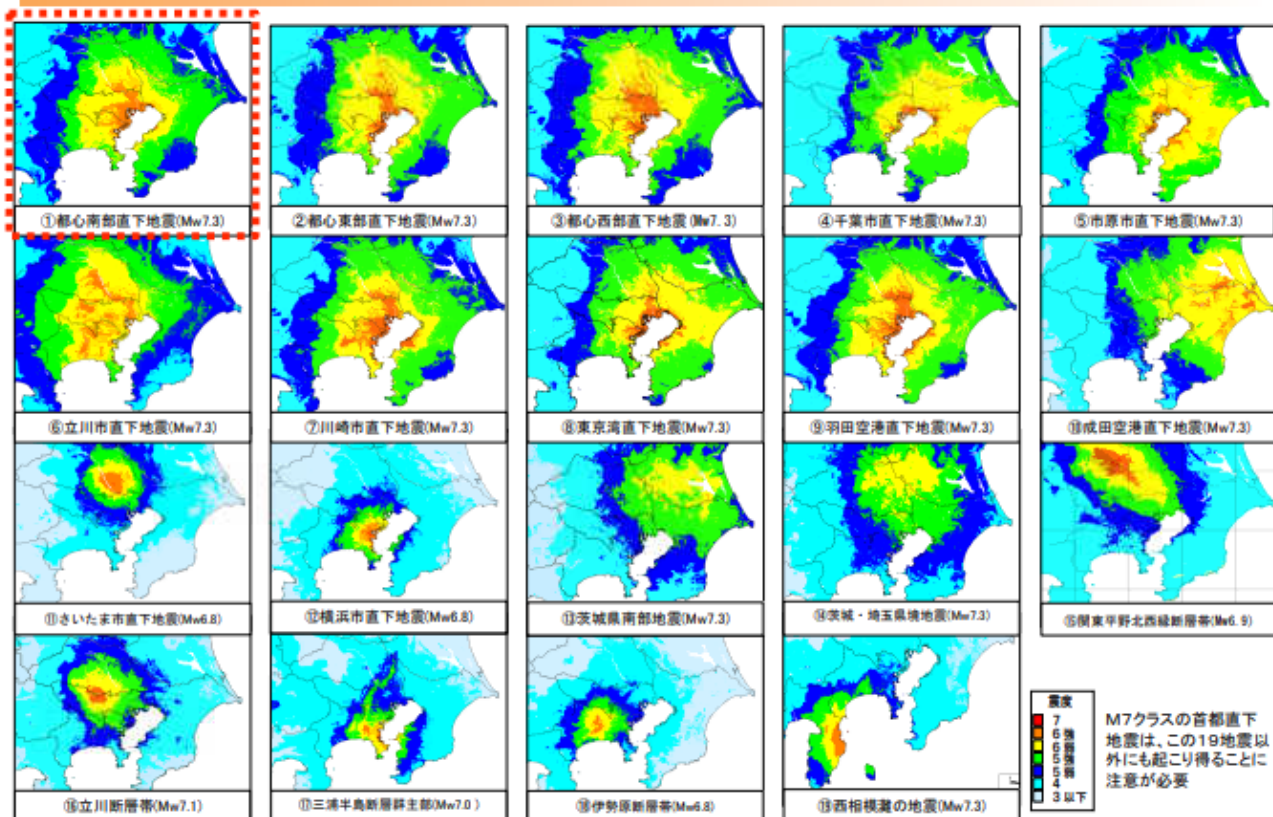 ①都心南部直下地震(Mw7.3)
②都心東部直下地震(Mw7.3)
③都心西部直下地震(Mw7.3)
④千葉市直下地震(Mw7.3)
⑤市原市直下地震(Mw7.3)
⑥立川市直下地震(Mw7.3)
⑦川崎市直下地震(Mw7.3)
⑧東京湾直下地震(Mw7.3)
⑨羽田空港直下地震(Mw7.3)
⑩成田空港直下地震(Mw7.3)
⑪さいたま市直下地震(Mw6.8)
⑫横浜市直下地震(Mw6.8)
⑬茨城県南部地震(Mw7.3)
⑭茨城・埼玉県境地震(Mw7.3)
⑮関東平野北西縁断層帯(Mw6.9)
⑯立川断層帯(Mw7.1)
⑰三浦半島断層群主部(Mw7.0)
⑱伊勢原断層帯(Mw6.8)
⑲西相模灘の地震(Mw7.3)
震度
7
6強
6弱
5強
5弱
4
3以下
M7クラスの首都直下
地震は、この19地震以
外にも起こり得ることに
注意が必要